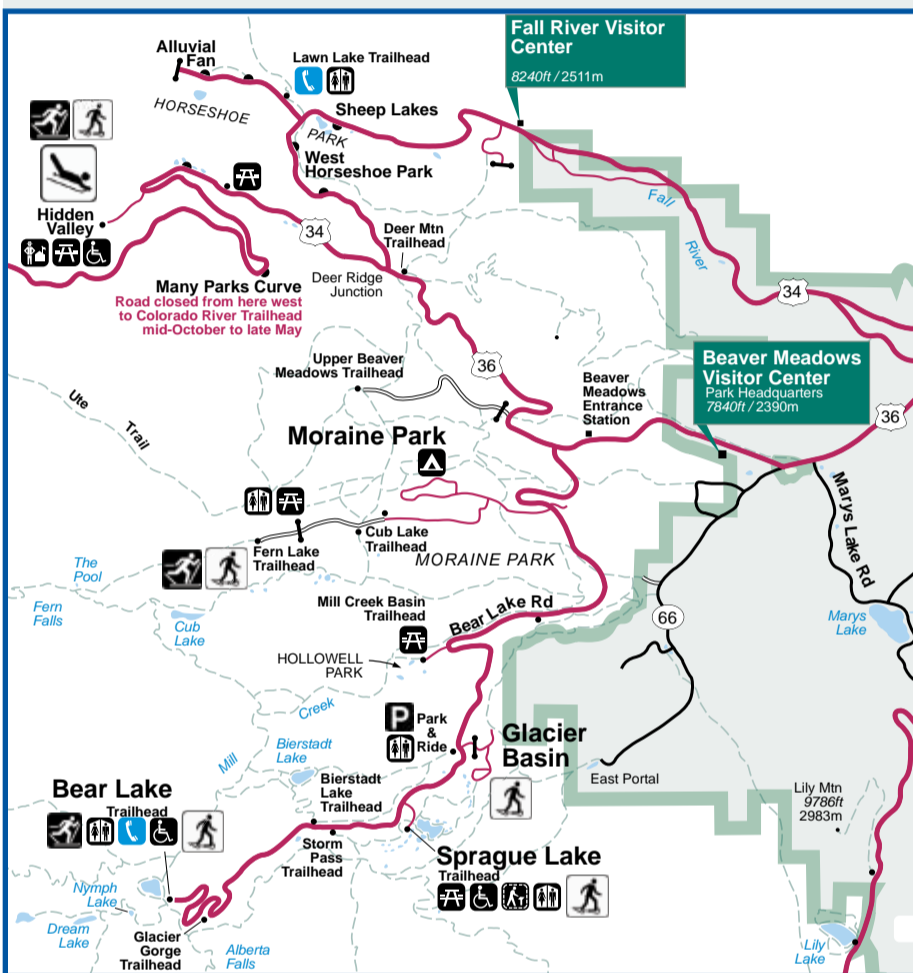 Fall River Visitor
Center
8240ft / 2511m
Alluvial
Fan
Lawn Lake Trailhead
HORSESHOE
PARK
Sheep Lakes
West
Horseshoe Park
Fall
River
Hidden
Valley
34
Deer Mtn
Trailhead
Deer Ridge
Junction
34
Many Parks Curve
Road closed from here west
to Colorado River Trailhead
mid-October to late May
Upper Beaver
Meadows Trailhead
36
Beaver
Meadows
Entrance
Station
Beaver Meadows
Visitor Center
Park Headquarters
7840ft / 2390m
36
Ute
Trail
Moraine Park
Marys Lake Rd
Cub Lake
Trailhead
Fern Lake
Trailhead
MORAINE PARK
The
Pool
Fern
Falls
Cub
Lake
Mill Creek Basin
Trailhead
Bear Lake Rd
66
Marys
Lake
HOLLOWELL
PARK
Mill
Creek
P
Park
&
Ride
Glacier
Basin
Bierstadt
Lake
East Portal
Bear Lake
Trailhead
Bierstadt
Lake
Trailhead
Lily Mtn
9786ft
2983m
Storm
Pass
Trailhead
Sprague Lake
Trailhead
Nymph
Lake
Dream
Lake
Glacier
Gorge
Trailhead
Alberta
Falls
Lily
Lake